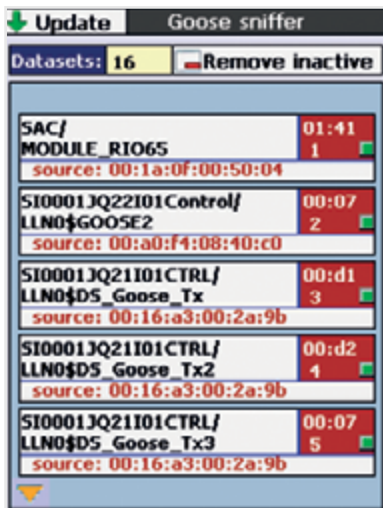 Update Goose sniffer
Datasets: 16 Remove inactive
SAC/ 01:41
MODULE_RIO65 1
source: 00:1a:0f:00:50:04
SI0001JQ22I01Control/ 00:07
LLN0$GOOSE2 2
source: 00:a0:f4:08:40:c0
SI0001JQ21I01CTRL/ 00:d1
LLN0$DS_Goose_Tx 3
source: 00:16:a3:00:2a:9b
SI0001JQ21I01CTRL/ 00:d2
LLN0$DS_Goose_Tx2 4
source: 00:16:a3:00:2a:9b
SI0001JQ21I01CTRL/ 00:07
LLN0$DS_Goose_Tx3 5
source: 00:16:a3:00:2a:9b